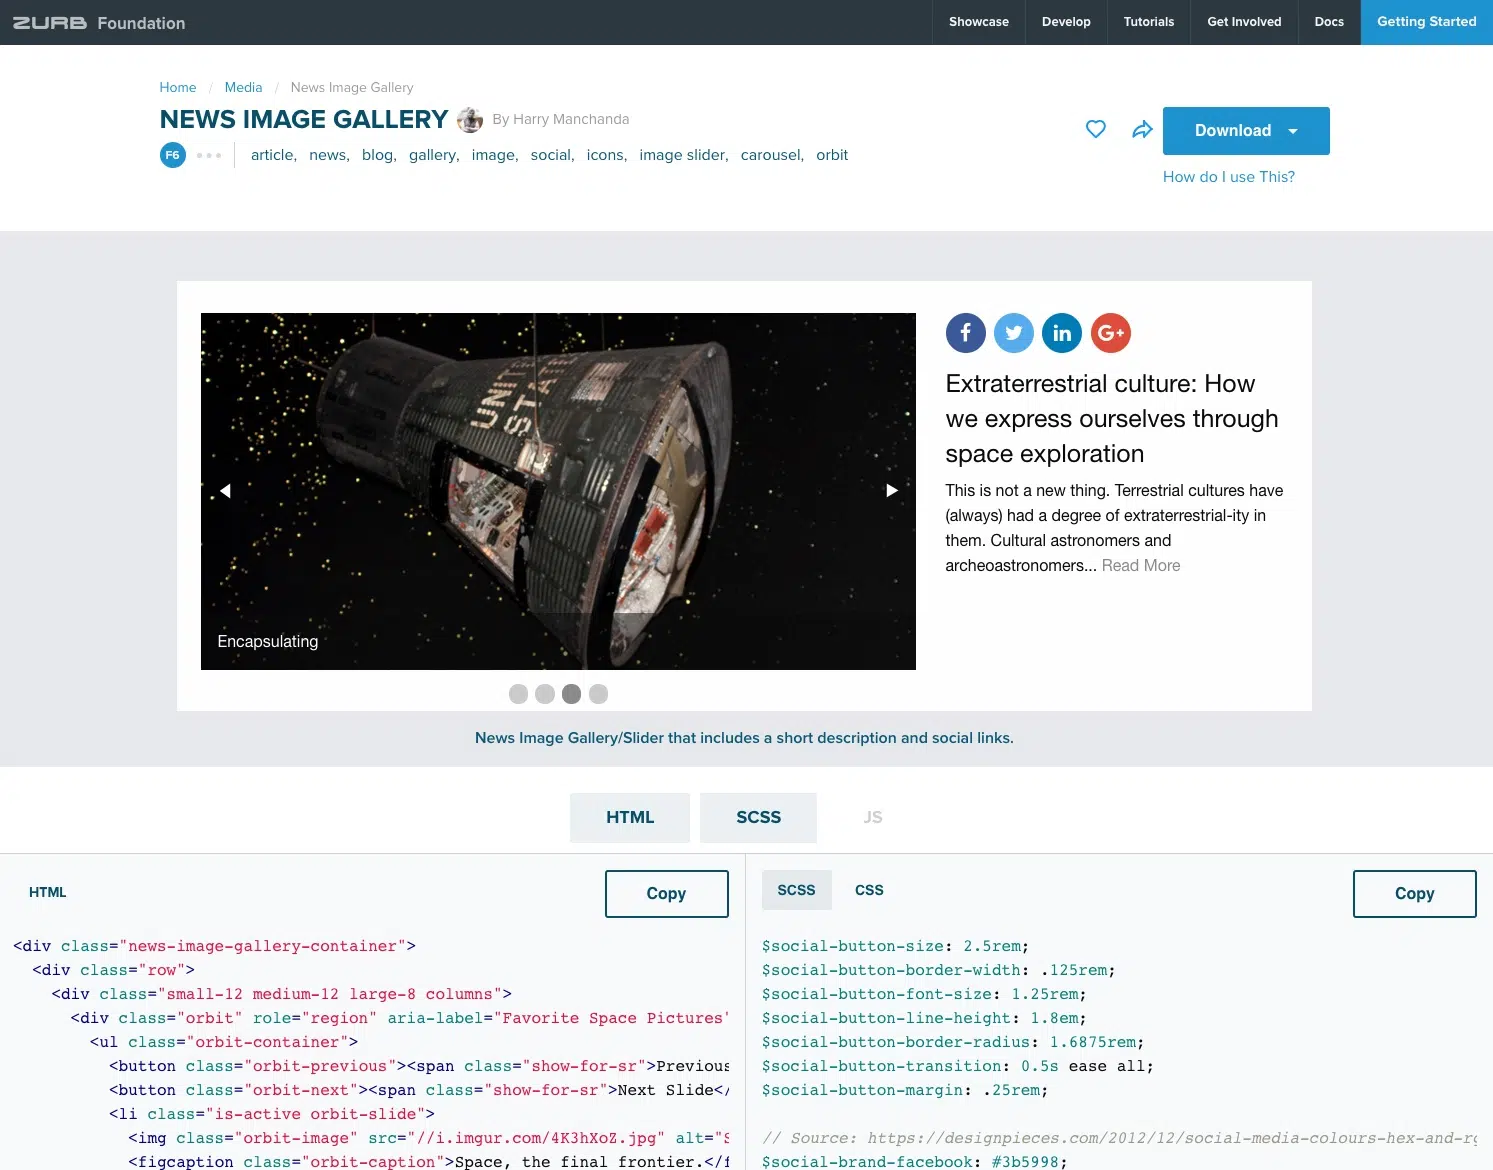 ZURB Foundation
Showcase
Develop
Tutorials
Get Involved
Docs
Getting Started
Home / Media / News Image Gallery
NEWS IMAGE GALLERY
By Harry Manchanda
F6
article, news, blog, gallery, image, social, icons, image slider, carousel, orbit
Download
How do I use This?
UNIT
STATE
Encapsulating
f
in
G+
Extraterrestrial culture: How
we express ourselves through
space exploration
This is not a new thing. Terrestrial cultures have
(always) had a degree of extraterrestrial-ity in
them. Cultural astronomers and
archeoastronomers... Read More
News Image Gallery/Slider that includes a short description and social links.
HTML
SCSS
JS
HTML
Copy
<div class="news-image-gallery-container">
<div class="row">
<div class="small-12 medium-12 large-8 columns">
<div class="orbit" role="region" aria-label="Favorite Space Pictures"
<ul class="orbit-container">
<button class="orbit-previous"><span class="show-for-sr">Previous
<button class="orbit-next"><span class="show-for-sr">Next Slide</
<li class="is-active orbit-slide">
<img class="orbit-image" src="//i.imgur.com/4K3hXoZ.jpg" alt="S
<figcaption class="orbit-caption">Space, the final frontier.</f
SCSS
CSS
Copy
$social-button-size: 2.5rem;
$social-button-border-width: .125rem;
$social-button-font-size: 1.25rem;
$social-button-line-height: 1.8em;
$social-button-border-radius: 1.6875rem;
$social-button-transition: 0.5s ease all;
$social-button-margin: .25rem;
// Source: https://designpieces.com/2012/12/social-media-colours-hex-and-rg
$social-brand-facebook: #3b5998;